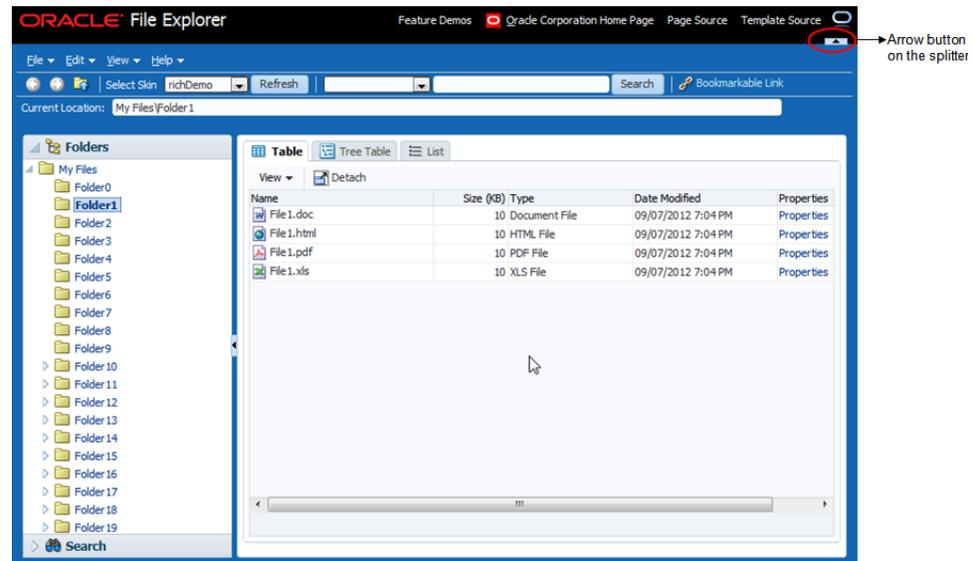 ORACLE File Explorer
Feature Demos Oracle Corporation Home Page Page Source Template Source
Arrow button
on the splitter
File Edit View Help
Select Skin richDemo Refresh Search Bookmarkable Link
Current Location: My Files\Folder1
Folders
My Files
Folder0
Folder1
Folder2
Folder3
Folder4
Folder5
Folder6
Folder7
Folder8
Folder9
Folder10
Folder11
Folder12
Folder13
Folder14
Folder15
Folder16
Folder17
Folder18
Folder19
Search
Table Tree Table List
View Detach
Name Size (KB) Type Date Modified Properties
File1.doc 10 Document File 09/07/2012 7:04 PM Properties
File1.html 10 HTML File 09/07/2012 7:04 PM Properties
File1.pdf 10 PDF File 09/07/2012 7:04 PM Properties
File1.xls 10 XLS File 09/07/2012 7:04 PM Properties